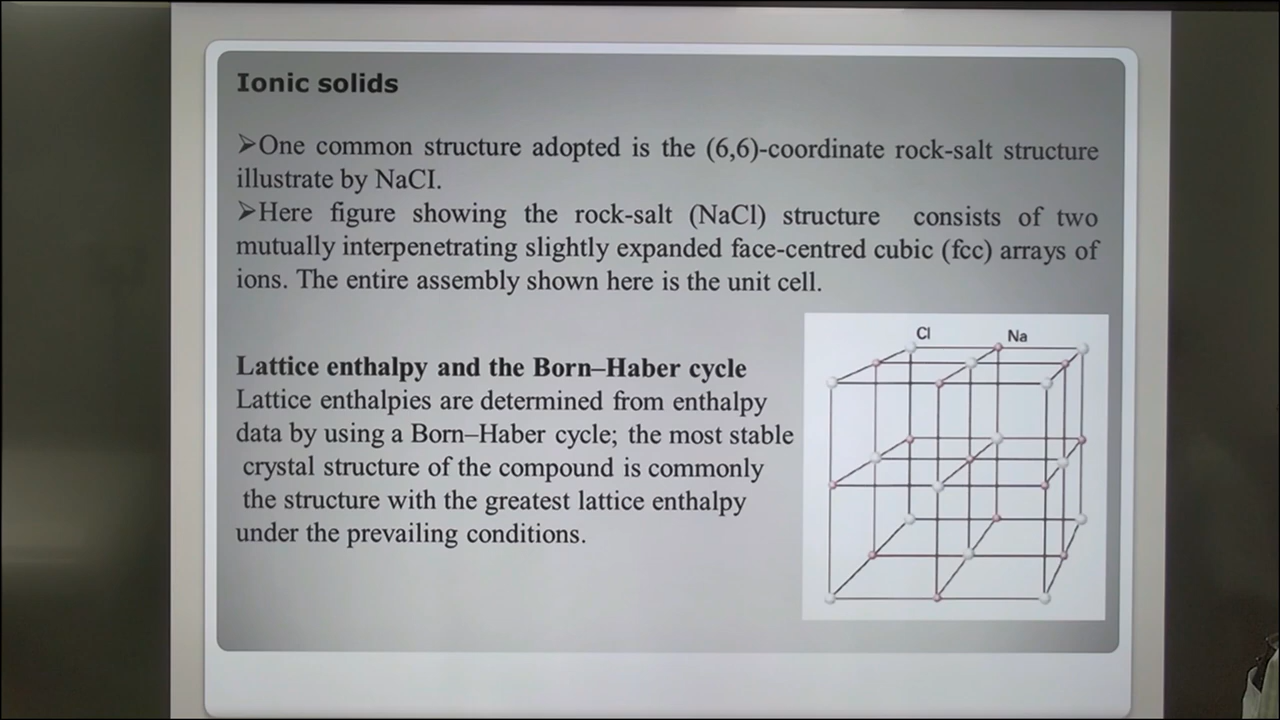 Ionic solids
➢One common structure adopted is the (6,6)-coordinate rock-salt structure
illustrate by NaCI.
➢Here figure showing the rock-salt (NaCl) structure consists of two
mutually interpenetrating slightly expanded face-centred cubic (fcc) arrays of
ions. The entire assembly shown here is the unit cell.
Cl Na
Lattice enthalpy and the Born–Haber cycle
Lattice enthalpies are determined from enthalpy
data by using a Born–Haber cycle; the most stable
crystal structure of the compound is commonly
the structure with the greatest lattice enthalpy
under the prevailing conditions.